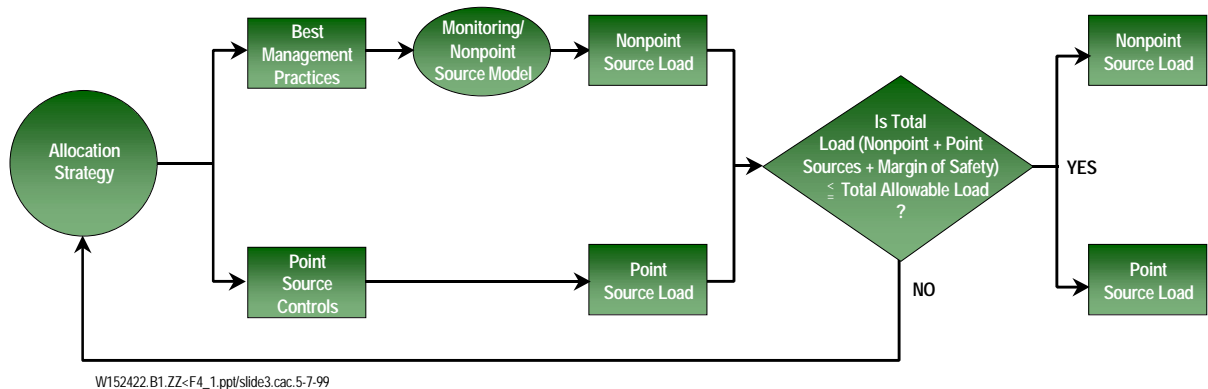 Allocation
Strategy
Best
Management
Practices
Monitoring/
Nonpoint
Source Model
Nonpoint
Source Load
Point
Source
Controls
Point
Source Load
Is Total
Load (Nonpoint + Point
Sources + Margin of Safety)
≤ Total Allowable Load
?
YES
NO
Nonpoint
Source Load
Point
Source Load
W152422.B1.ZZ<F4_1.ppt/slide3.cac.5-7-99